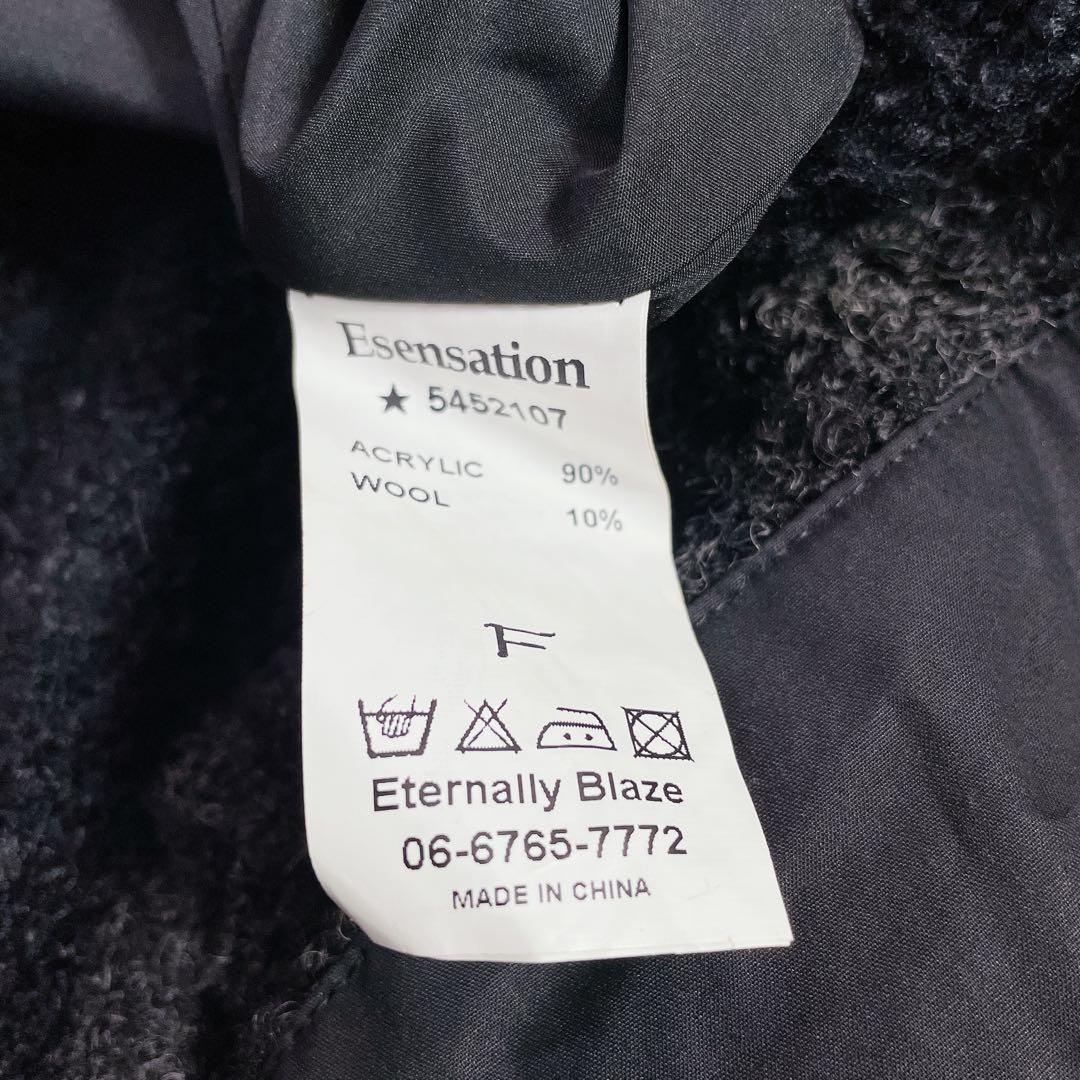 Esensation
★ 5452107
ACRYLIC 90%
WOOL 10%
F
Eternally Blaze
06-6765-7772
MADE IN CHINA